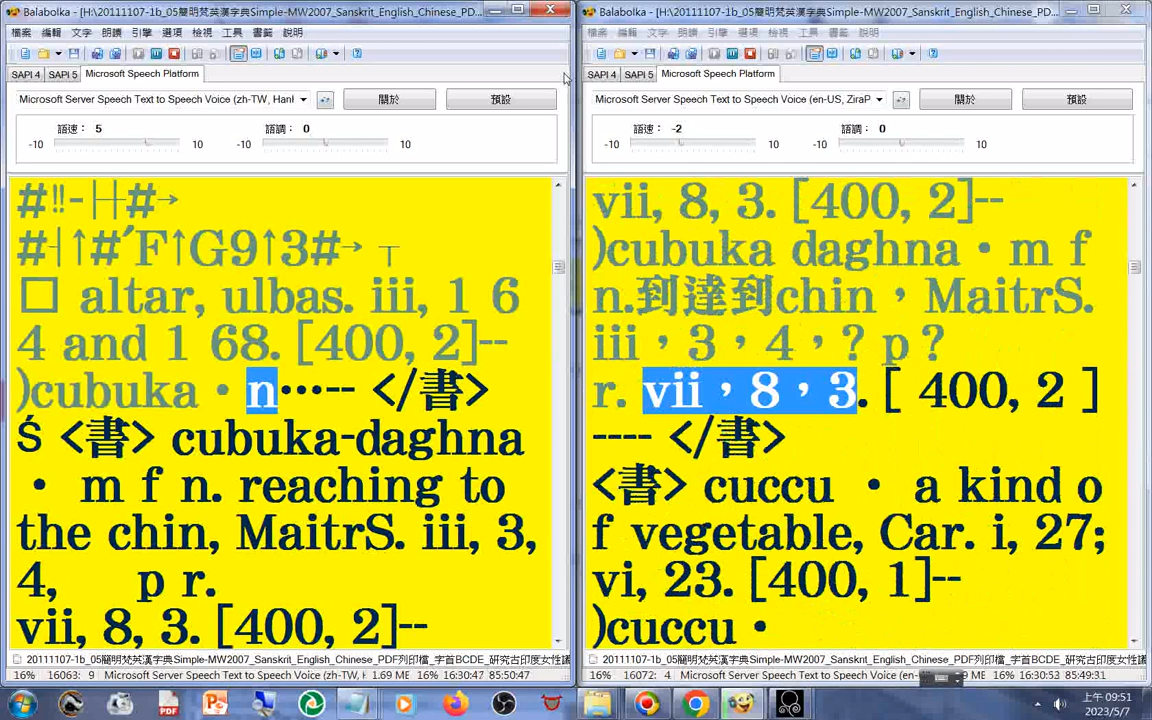 Balabolka - [H:\20111107-1b_05簡明梵英漢字典Simple-MW2007_Sanskrit_English_Chinese_PD...
檔案 編輯 文字 朗讀 引擎 選項 檢視 工具 書籤 說明
SAPI 4 SAPI 5 Microsoft Speech Platform
Microsoft Server Speech Text to Speech Voice (zh-TW, HanH 關於 預設
語速： 5 語調： 0
-10 10 -10 10
#‼-├┼#→
#┤↑#′F↑G9↑3#→ ┬
□ altar, ulbas. iii, 1 6
4 and 1 68. [400, 2]--
)cubuka‧n…-- </書>
Ś <書> cubuka-daghna
‧ m f n. reaching to
the chin, MaitrS. iii, 3,
4, p r.
vii, 8, 3. [400, 2]--
20111107-1b_05簡明梵英漢字典Simple-MW2007_Sanskrit_English_Chinese_PDF列印檔_字首BCDE_研究古印度女性議
16% 16063: 9 Microsoft Server Speech Text to Speech Voice (zh-TW, H 1.69 MB 16% 16:30:47 85:50:47
Balabolka - [H:\20111107-1b_05簡明梵英漢字典Simple-MW2007_Sanskrit_English_Chinese_PD...
檔案 編輯 文字 朗讀 引擎 選項 檢視 工具 書籤 說明
SAPI 4 SAPI 5 Microsoft Speech Platform
Microsoft Server Speech Text to Speech Voice (en-US, ZiraP 關於 預設
語速： -2 語調： 0
-10 10 -10 10
vii, 8, 3. [400, 2]--
)cubuka daghna‧m f
n.到達到chin，MaitrS.
iii，3，4，? p ?
r. vii，8，3. [ 400, 2 ]
---- </書>
<書> cuccu ‧ a kind o
f vegetable, Car. i, 27;
vi, 23. [400, 1]--
)cuccu‧
20111107-1b_05簡明梵英漢字典Simple-MW2007_Sanskrit_English_Chinese_PDF列印檔_字首BCDE_研究古印度女性議
16% 16072: 4 Microsoft Server Speech Text to Speech Voice (en-US 9 MB 16% 16:30:53 85:49:31
PDF
上午 09:51
2023/5/7